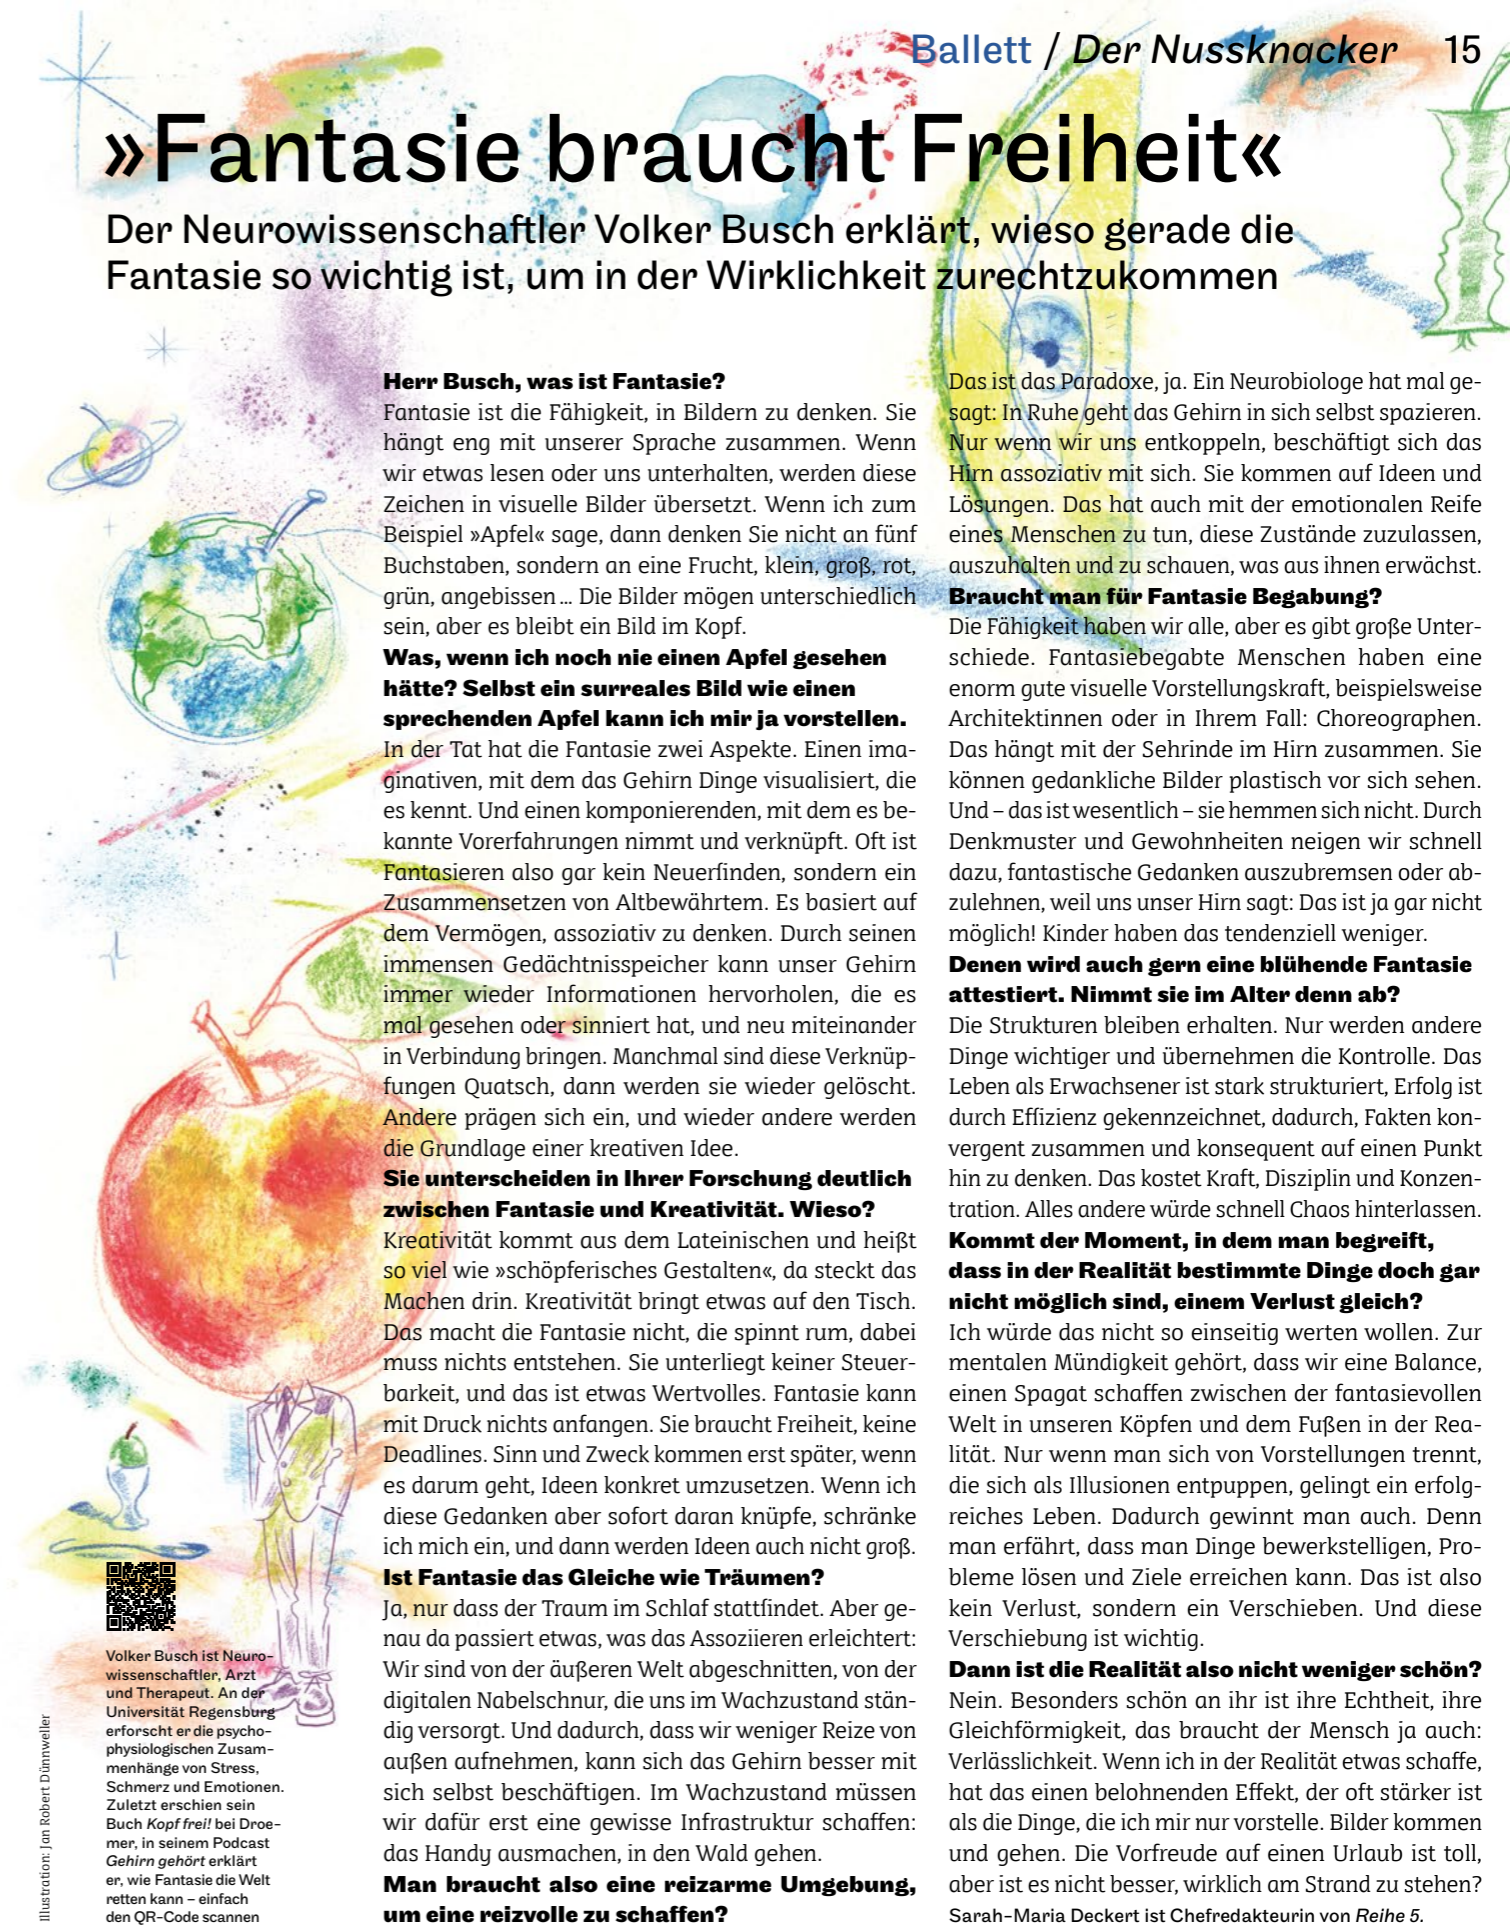 Ballett / Der Nussknacker 15
»Fantasie braucht Freiheit«
Der Neurowissenschaftler Volker Busch erklärt, wieso gerade die
Fantasie so wichtig ist, um in der Wirklichkeit zurechtzukommen
Herr Busch, was ist Fantasie?
Fantasie ist die Fähigkeit, in Bildern zu denken. Sie
hängt eng mit unserer Sprache zusammen. Wenn
wir etwas lesen oder uns unterhalten, werden diese
Zeichen in visuelle Bilder übersetzt. Wenn ich zum
Beispiel »Apfel« sage, dann denken Sie nicht an fünf
Buchstaben, sondern an eine Frucht, klein, groß, rot,
grün, angebissen … Die Bilder mögen unterschiedlich
sein, aber es bleibt ein Bild im Kopf.
Was, wenn ich noch nie einen Apfel gesehen
hätte? Selbst ein surreales Bild wie einen
sprechenden Apfel kann ich mir ja vorstellen.
In der Tat hat die Fantasie zwei Aspekte. Einen ima-
ginativen, mit dem das Gehirn Dinge visualisiert, die
es kennt. Und einen komponierenden, mit dem es be-
kannte Vorerfahrungen nimmt und verknüpft. Oft ist
Fantasieren also gar kein Neuerfinden, sondern ein
Zusammensetzen von Altbewährtem. Es basiert auf
dem Vermögen, assoziativ zu denken. Durch seinen
immensen Gedächtnisspeicher kann unser Gehirn
immer wieder Informationen hervorholen, die es
mal gesehen oder sinniert hat, und neu miteinander
in Verbindung bringen. Manchmal sind diese Verknüp-
fungen Quatsch, dann werden sie wieder gelöscht.
Andere prägen sich ein, und wieder andere werden
die Grundlage einer kreativen Idee.
Sie unterscheiden in Ihrer Forschung deutlich
zwischen Fantasie und Kreativität. Wieso?
Kreativität kommt aus dem Lateinischen und heißt
so viel wie »schöpferisches Gestalten«, da steckt das
Machen drin. Kreativität bringt etwas auf den Tisch.
Das macht die Fantasie nicht, die spinnt rum, dabei
muss nichts entstehen. Sie unterliegt keiner Steuer-
barkeit, und das ist etwas Wertvolles. Fantasie kann
mit Druck nichts anfangen. Sie braucht Freiheit, keine
Deadlines. Sinn und Zweck kommen erst später, wenn
es darum geht, Ideen konkret umzusetzen. Wenn ich
diese Gedanken aber sofort daran knüpfe, schränke
ich mich ein, und dann werden Ideen auch nicht groß.
Ist Fantasie das Gleiche wie Träumen?
Ja, nur dass der Traum im Schlaf stattfindet. Aber ge-
nau da passiert etwas, was das Assoziieren erleichtert:
Wir sind von der äußeren Welt abgeschnitten, von der
digitalen Nabelschnur, die uns im Wachzustand stän-
dig versorgt. Und dadurch, dass wir weniger Reize von
außen aufnehmen, kann sich das Gehirn besser mit
sich selbst beschäftigen. Im Wachzustand müssen
wir dafür erst eine gewisse Infrastruktur schaffen:
das Handy ausmachen, in den Wald gehen.
Man braucht also eine reizarme Umgebung,
um eine reizvolle zu schaffen?
Das ist das Paradoxe, ja. Ein Neurobiologe hat mal ge-
sagt: In Ruhe geht das Gehirn in sich selbst spazieren.
Nur wenn wir uns entkoppeln, beschäftigt sich das
Hirn assoziativ mit sich. Sie kommen auf Ideen und
Lösungen. Das hat auch mit der emotionalen Reife
eines Menschen zu tun, diese Zustände zuzulassen,
auszuhalten und zu schauen, was aus ihnen erwächst.
Braucht man für Fantasie Begabung?
Die Fähigkeit haben wir alle, aber es gibt große Unter-
schiede. Fantasiebegabte Menschen haben eine
enorm gute visuelle Vorstellungskraft, beispielsweise
Architektinnen oder in Ihrem Fall: Choreographen.
Das hängt mit der Sehrinde im Hirn zusammen. Sie
können gedankliche Bilder plastisch vor sich sehen.
Und – das ist wesentlich – sie hemmen sich nicht. Durch
Denkmuster und Gewohnheiten neigen wir schnell
dazu, fantastische Gedanken auszubremsen oder ab-
zulehnen, weil uns unser Hirn sagt: Das ist ja gar nicht
möglich! Kinder haben das tendenziell weniger.
Denen wird auch gern eine blühende Fantasie
attestiert. Nimmt sie im Alter denn ab?
Die Strukturen bleiben erhalten. Nur werden andere
Dinge wichtiger und übernehmen die Kontrolle. Das
Leben als Erwachsener ist stark strukturiert, Erfolg ist
durch Effizienz gekennzeichnet, dadurch, Fakten kon-
vergent zusammen und konsequent auf einen Punkt
hin zu denken. Das kostet Kraft, Disziplin und Konzen-
tration. Alles andere würde schnell Chaos hinterlassen.
Kommt der Moment, in dem man begreift,
dass in der Realität bestimmte Dinge doch gar
nicht möglich sind, einem Verlust gleich?
Ich würde das nicht so einseitig werten wollen. Zur
mentalen Mündigkeit gehört, dass wir eine Balance,
einen Spagat schaffen zwischen der fantasievollen
Welt in unseren Köpfen und dem Fußen in der Rea-
lität. Nur wenn man sich von Vorstellungen trennt,
die sich als Illusionen entpuppen, gelingt ein erfolg-
reiches Leben. Dadurch gewinnt man auch. Denn
man erfährt, dass man Dinge bewerkstelligen, Pro-
bleme lösen und Ziele erreichen kann. Das ist also
kein Verlust, sondern ein Verschieben. Und diese
Verschiebung ist wichtig.
Dann ist die Realität also nicht weniger schön?
Nein. Besonders schön an ihr ist ihre Echtheit, ihre
Gleichförmigkeit, das braucht der Mensch ja auch:
Verlässlichkeit. Wenn ich in der Realität etwas schaffe,
hat das einen belohnenden Effekt, der oft stärker ist
als die Dinge, die ich mir nur vorstelle. Bilder kommen
und gehen. Die Vorfreude auf einen Urlaub ist toll,
aber ist es nicht besser, wirklich am Strand zu stehen?
Sarah-Maria Deckert ist Chefredakteurin von Reihe 5.
Volker Busch ist Neuro-
wissenschaftler, Arzt
und Therapeut. An der
Universität Regensburg
erforscht er die psycho-
physiologischen Zusam-
menhänge von Stress,
Schmerz und Emotionen.
Zuletzt erschien sein
Buch Kopf frei! bei Droe-
mer, in seinem Podcast
Gehirn gehört erklärt
er, wie Fantasie die Welt
retten kann – einfach
den QR-Code scannen
Illustration: Jan Robert Dünnweller